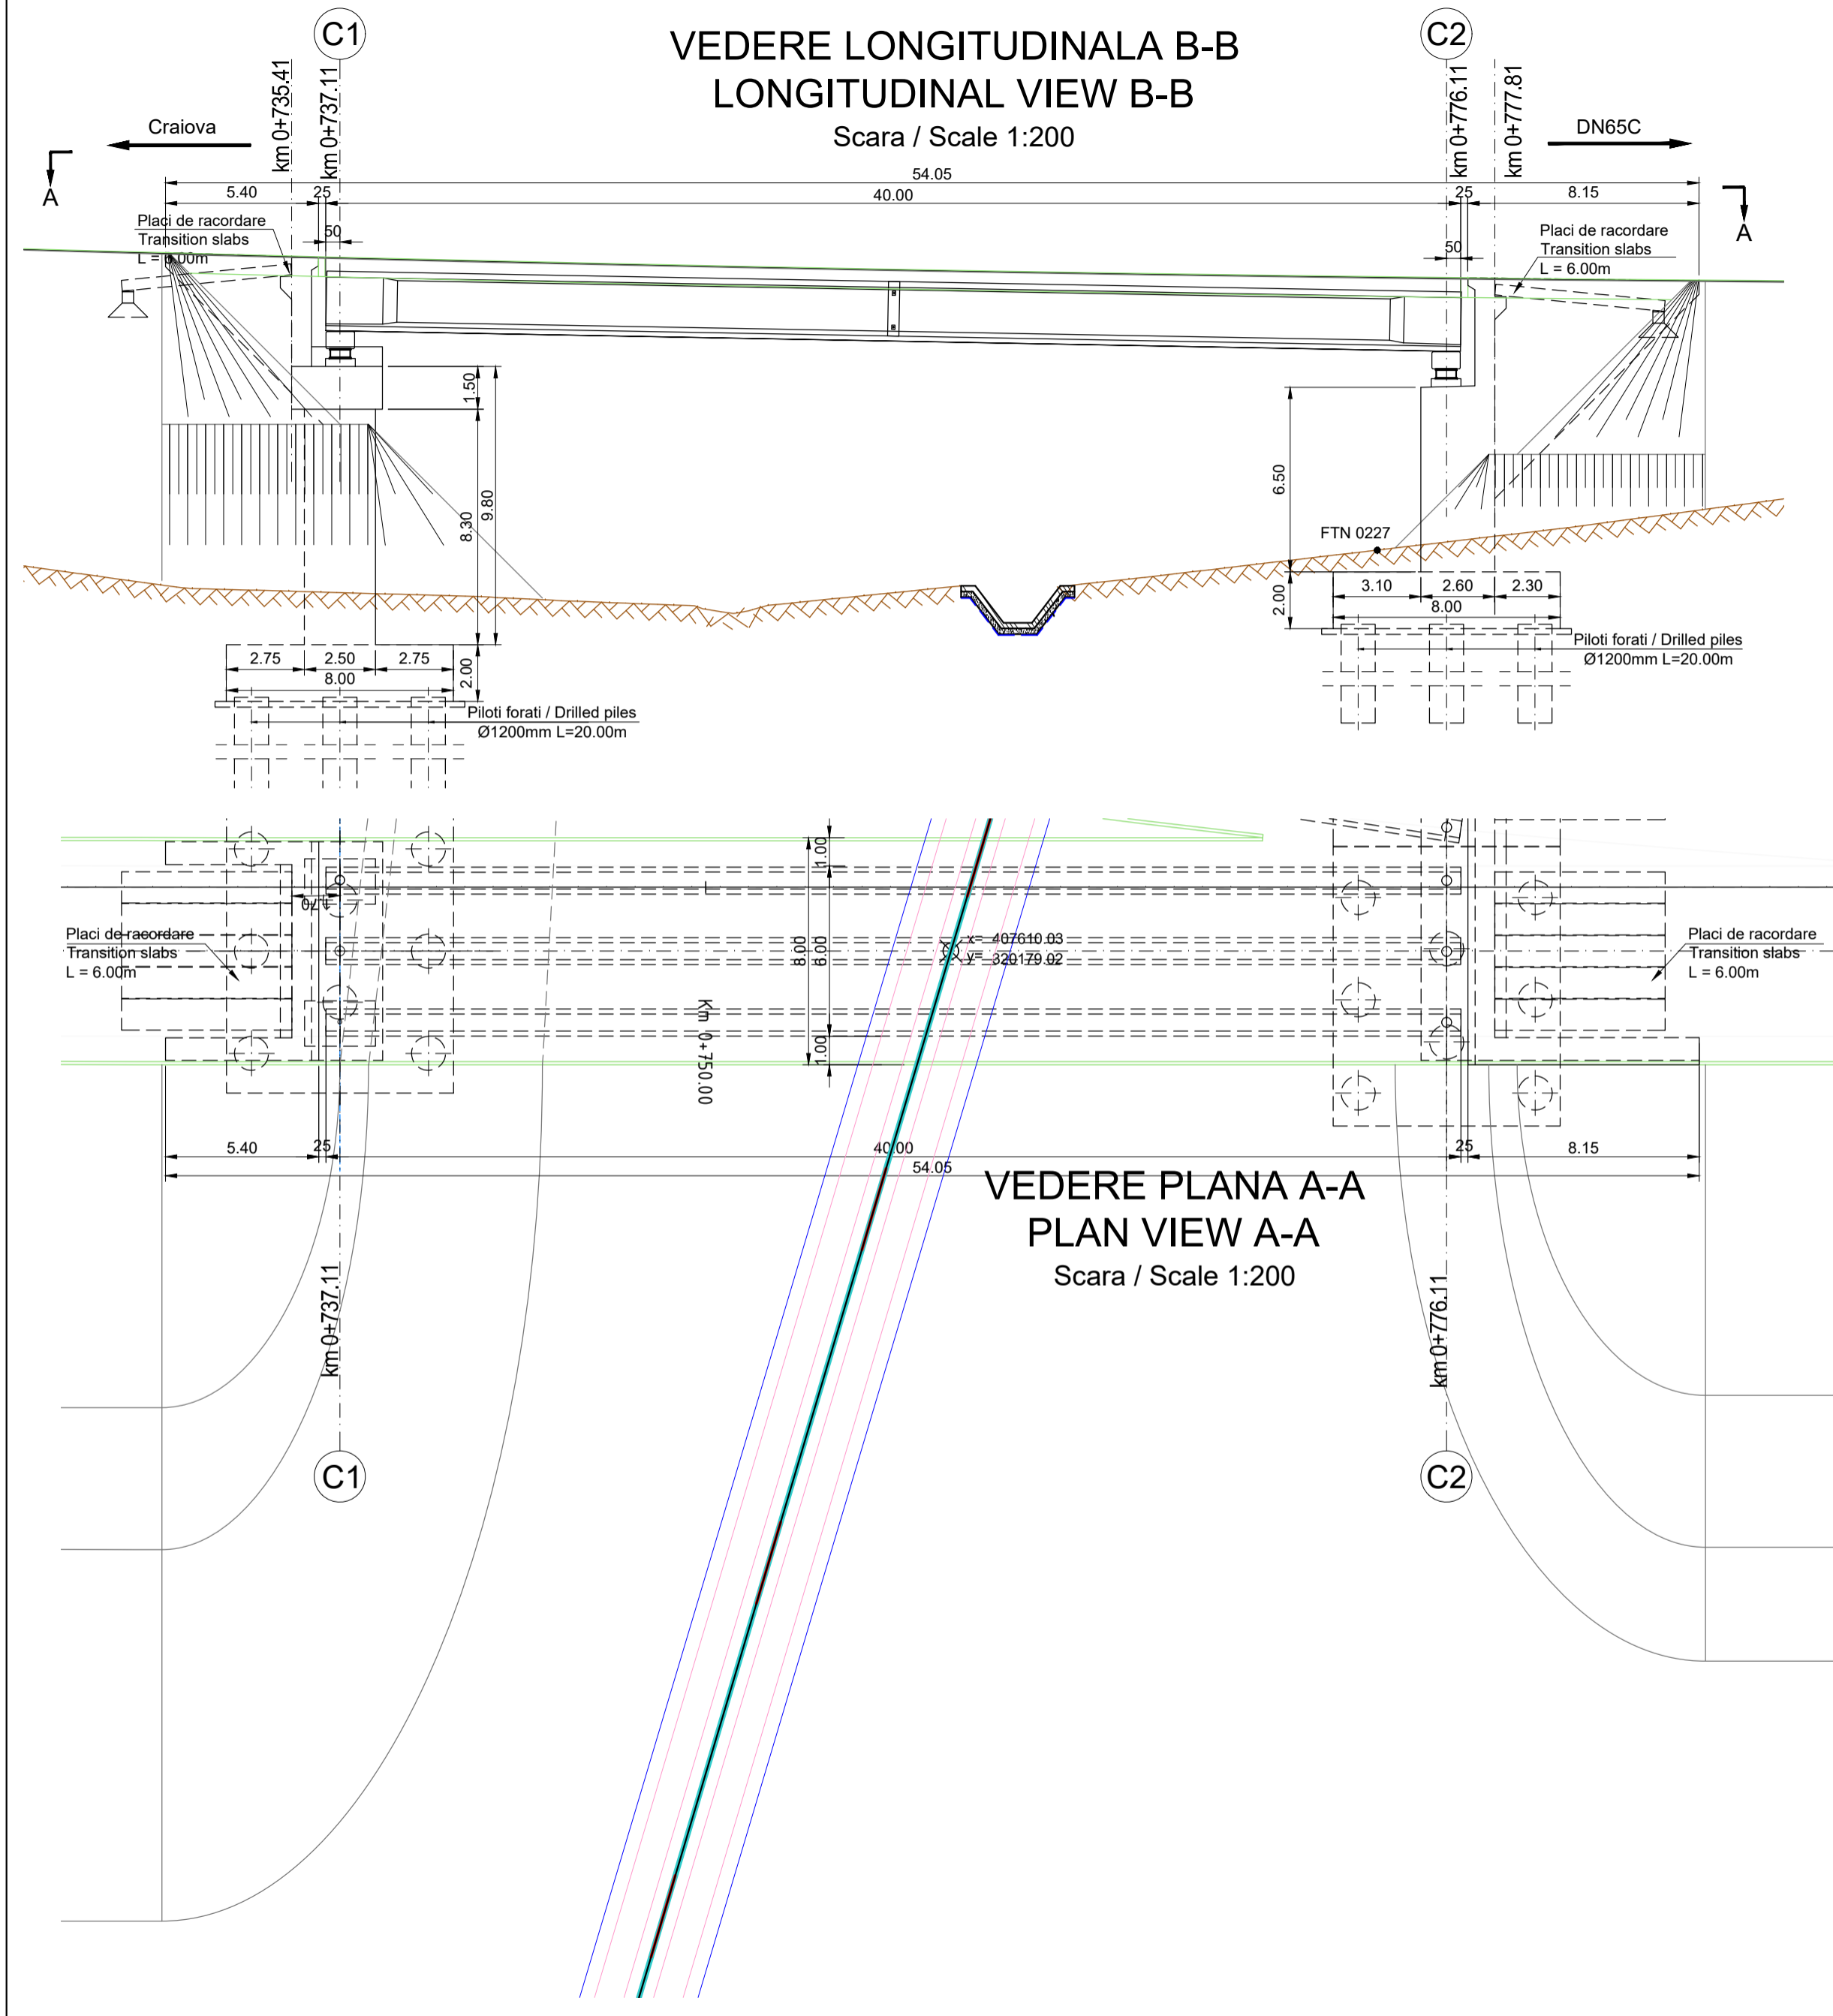 C1
C2
VEDERE LONGITUDINALA B-B
LONGITUDINAL VIEW B-B
Scara / Scale 1:200
km 0+735.41
km 0+737.11
km 0+776.11
km 0+777.81
Craiova
DN65C
A
A
54.05
5.40
25
40.00
25
8.15
Placi de racordare
Transition slabs
L = 6.00m
50
50
Placi de racordare
Transition slabs
L = 6.00m
1.50
8.30
9.80
6.50
2.00
FTN 0227
3.10
2.60
2.30
8.00
Piloti forati / Drilled piles
Ø1200mm L=20.00m
2.75
2.50
2.75
8.00
2.00
Piloti forati / Drilled piles
Ø1200mm L=20.00m
1.00
8.00
6.00
1.00
1.70
x= 407610.03
y= 320179.02
Placi de racordare
Transition slabs
L = 6.00m
Placi de racordare
Transition slabs
L = 6.00m
Km 0+750.00
5.40
25
40.00
25
8.15
54.05
VEDERE PLANA A-A
PLAN VIEW A-A
Scara / Scale 1:200
km 0+737.11
km 0+776.11
C1
C2